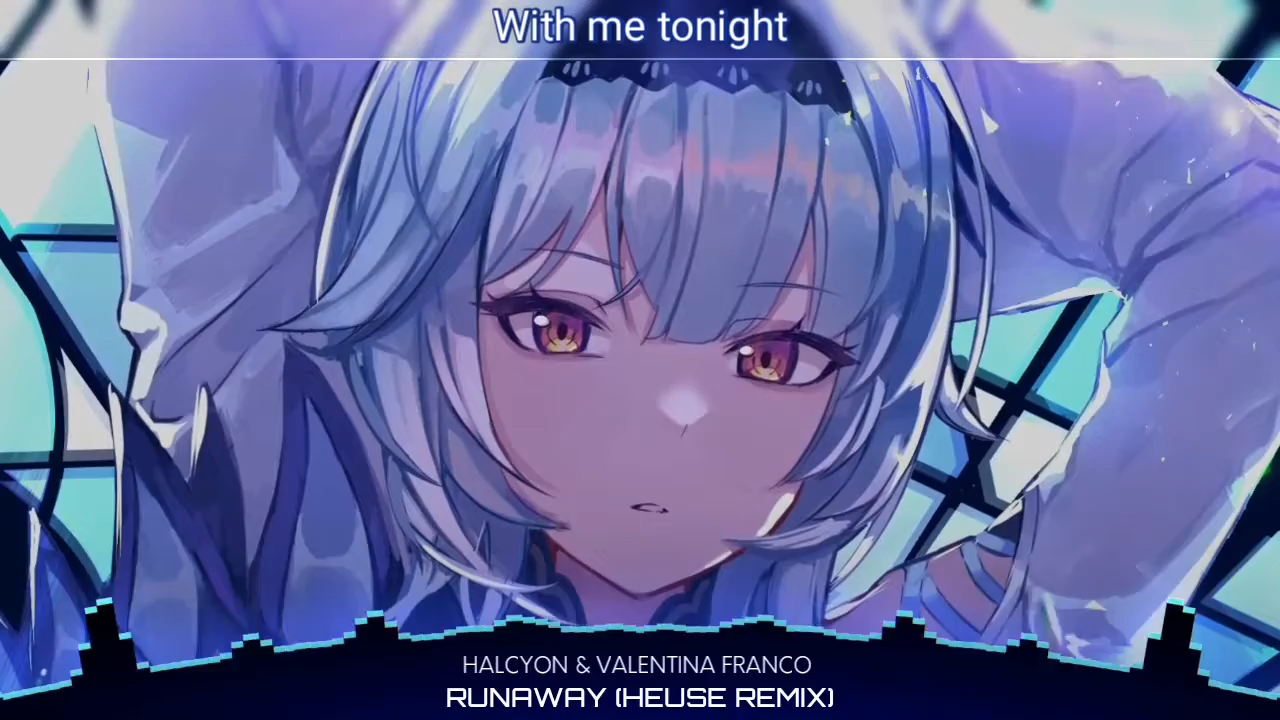 With me tonight
HALCYON & VALENTINA FRANCO
RUNAWAY (HEUSE REMIX)